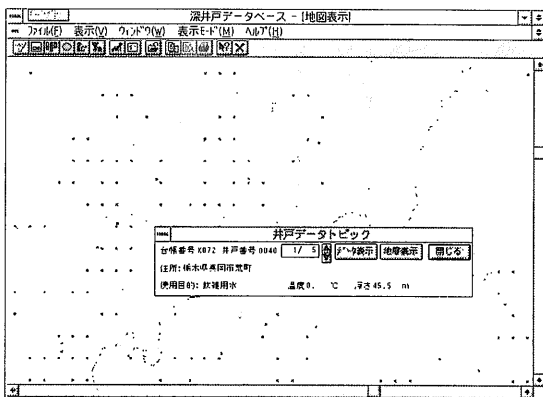 深井戸データベース - [地図表示]
ファイル(F) 表示(V) ウィンドウ(W) 表示モード(M) ヘルプ(H)
井戸データトピック
台帳番号 X072 井戸番号 0040 1/ 5 データ表示 地層表示 閉じる
住所: 栃木県真岡市荒町
使用目的: 飲雑用水 温度0. ℃ 深さ45.5 m